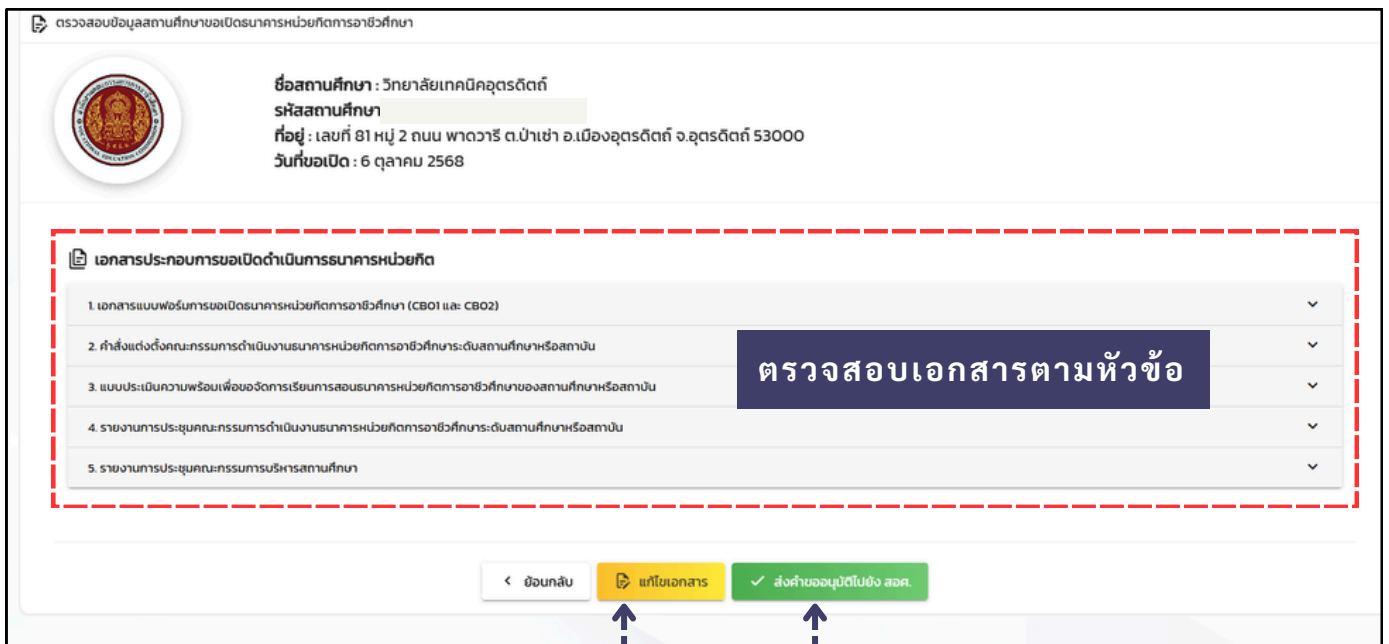 ตรวจสอบข้อมูลสถานศึกษาขอเปิดธนาคารหน่วยกิตการอาชีวศึกษา
ชื่อสถานศึกษา : วิทยาลัยเทคนิคอุตรดิตถ์
รหัสสถานศึกษา
ที่อยู่ : เลขที่ 81 หมู่ 2 ถนน พาดวารี ต.ป่าเซ่า อ.เมืองอุตรดิตถ์ จ.อุตรดิตถ์ 53000
วันที่ขอเปิด : 6 ตุลาคม 2568
เอกสารประกอบการขอเปิดดำเนินการธนาคารหน่วยกิต
1. เอกสารแบบฟอร์มการขอเปิดธนาคารหน่วยกิตการอาชีวศึกษา (CB01 และ CB02)
2. คำสั่งแต่งตั้งคณะกรรมการดำเนินงานธนาคารหน่วยกิตการอาชีวศึกษาระดับสถานศึกษาหรือสถาบัน
ตรวจสอบเอกสารตามหัวข้อ
3. แบบประเมินความพร้อมเพื่อขอจัดการเรียนการสอนธนาคารหน่วยกิตการอาชีวศึกษาของสถานศึกษาหรือสถาบัน
4. รายงานการประชุมคณะกรรมการดำเนินงานธนาคารหน่วยกิตการอาชีวศึกษาระดับสถานศึกษาหรือสถาบัน
5. รายงานการประชุมคณะกรรมการบริหารสถานศึกษา
ย้อนกลับ
แก้ไขเอกสาร
ส่งคำขออนุมัติไปยัง สอศ.